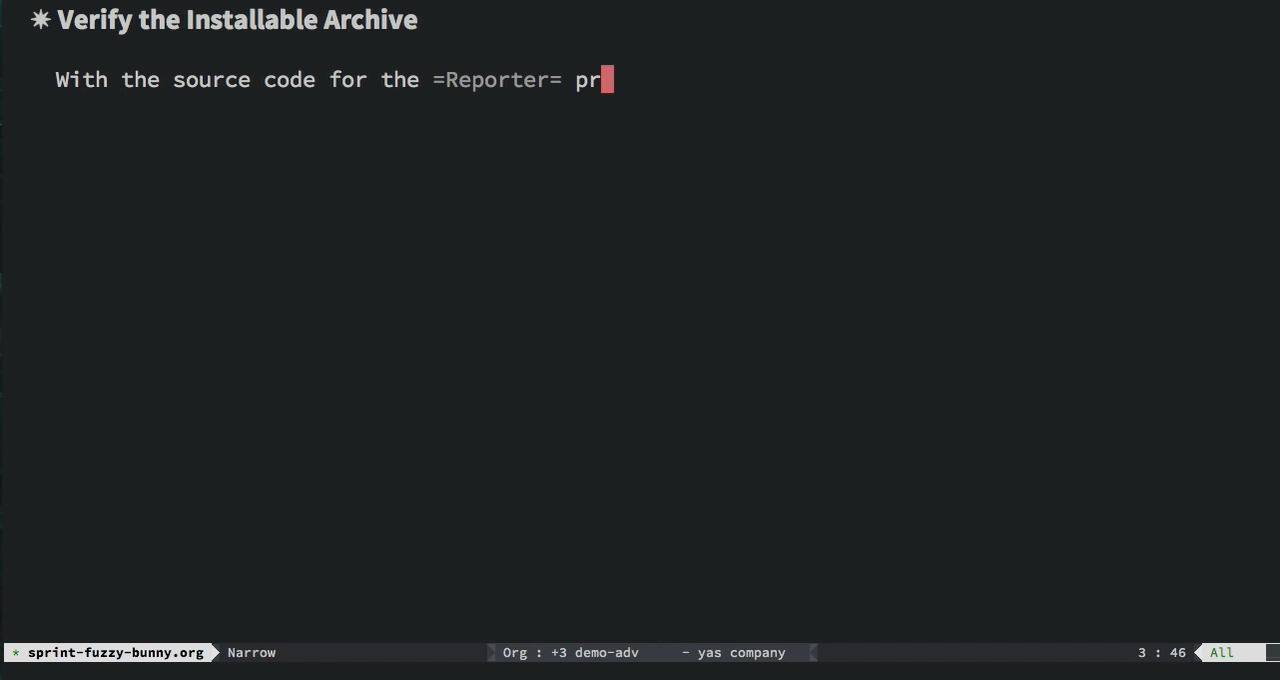 ✷ Verify the Installable Archive
With the source code for the =Reporter= pr
* sprint-fuzzy-bunny.org Narrow Org : +3 demo-adv - yas company 3 : 46 All